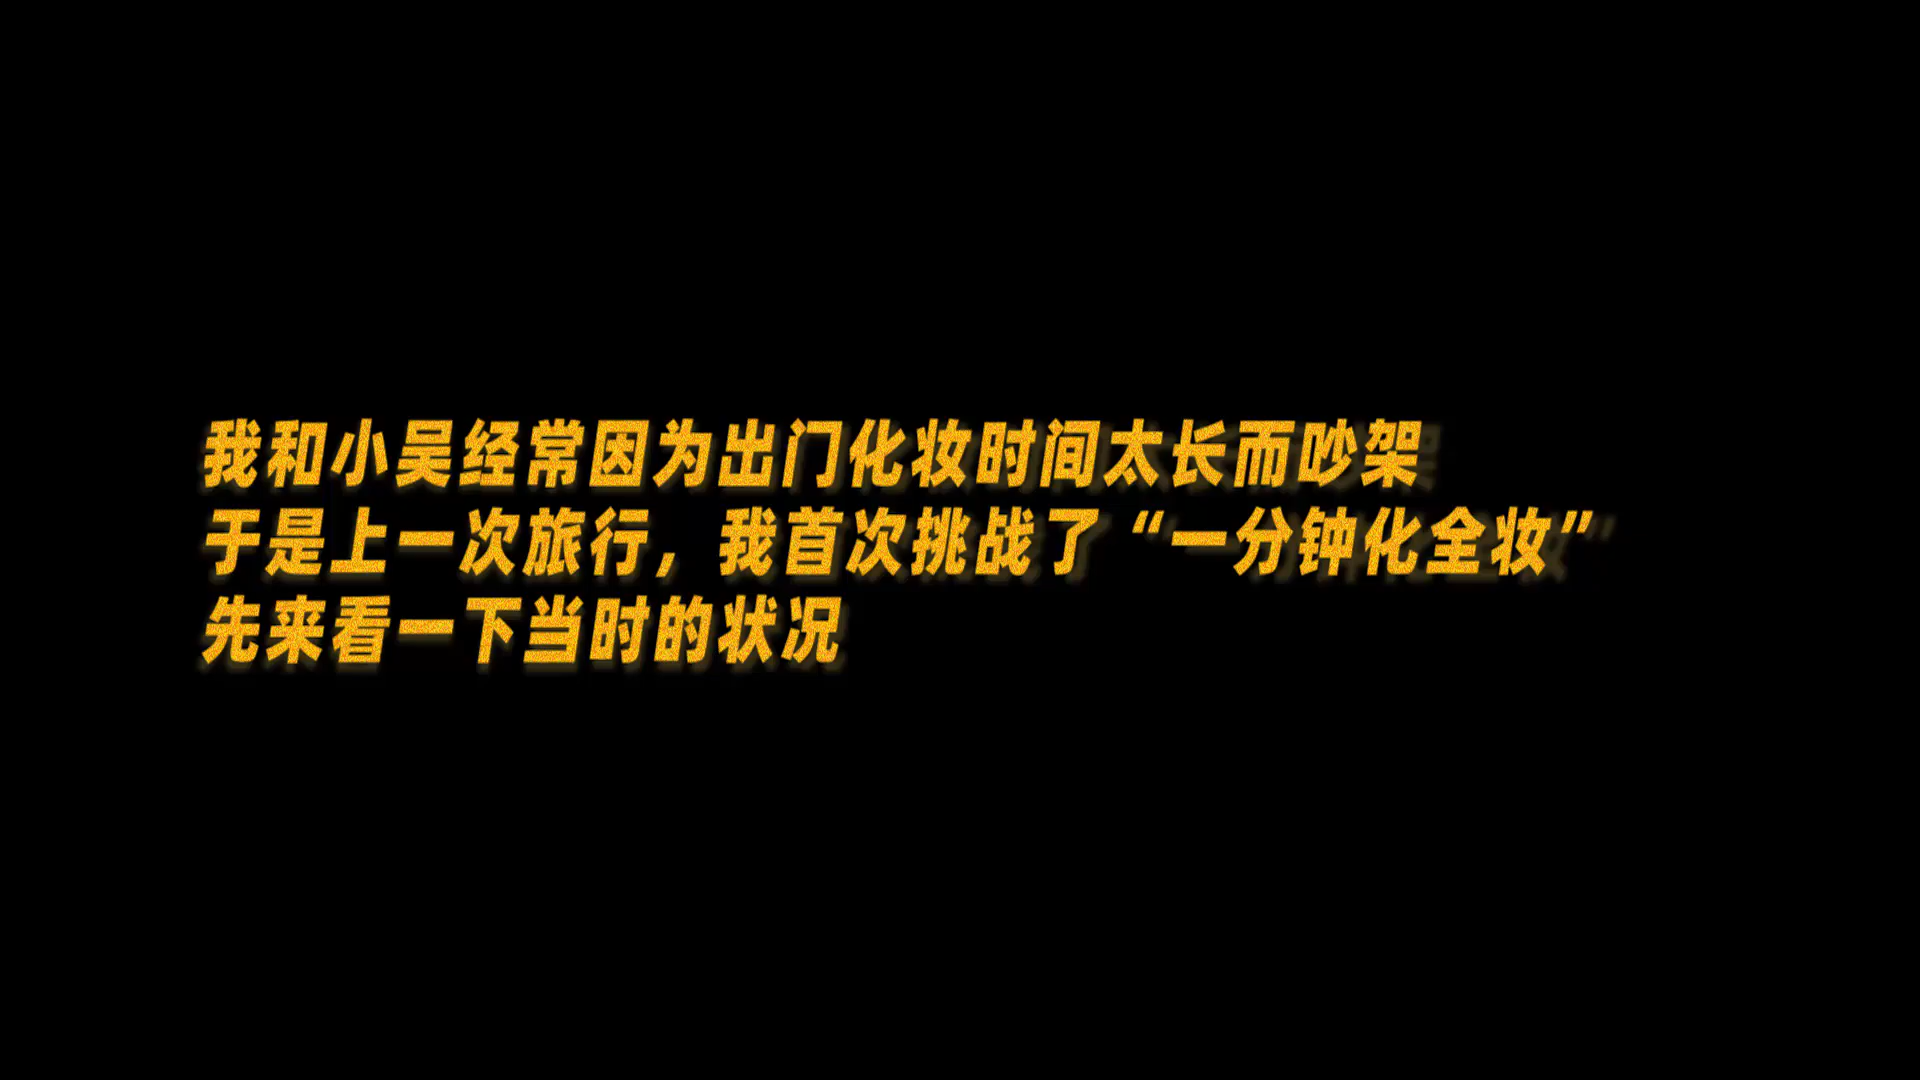 我和小吴经常因为出门化妆时间太长而吵架
于是上一次旅行，我首次挑战了“一分钟化全妆”
先来看一下当时的状况